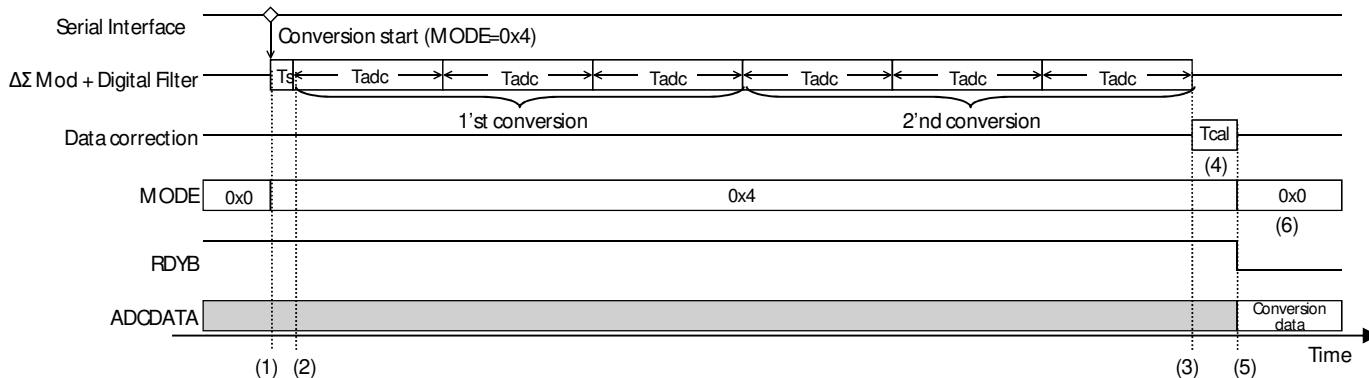 Serial Interface
Conversion start (MODE=0x4)
ΔΣ Mod + Digital Filter
Ts Tadc Tadc Tadc Tadc Tadc Tadc
1'st conversion 2'nd conversion
Data correction
Tcal
(4)
MODE
0x0 0x4 0x0
(6)
RDYB
ADCDATA
Conversion
data
Time
(1) (2) (3) (5)